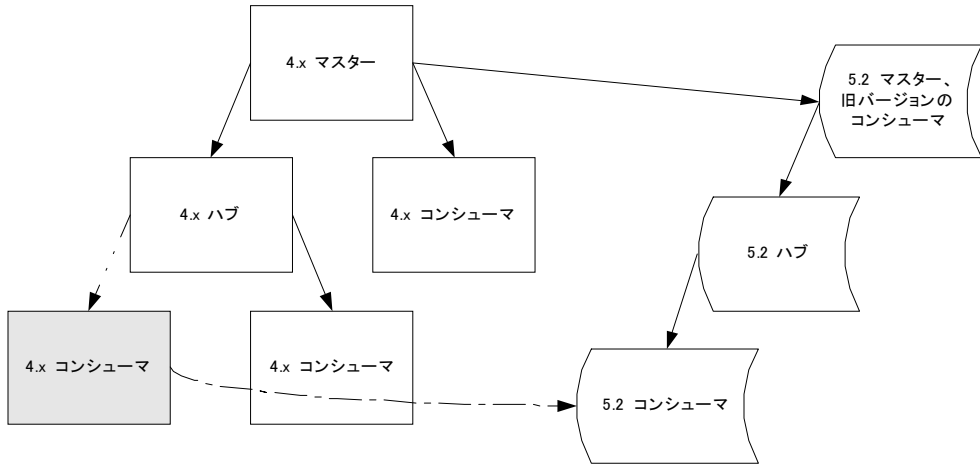 4.x マスター
5.2 マスター、
旧バージョンの
コンシューマ
4.x ハブ
4.x コンシューマ
5.2 ハブ
4.x コンシューマ
4.x コンシューマ
5.2 コンシューマ